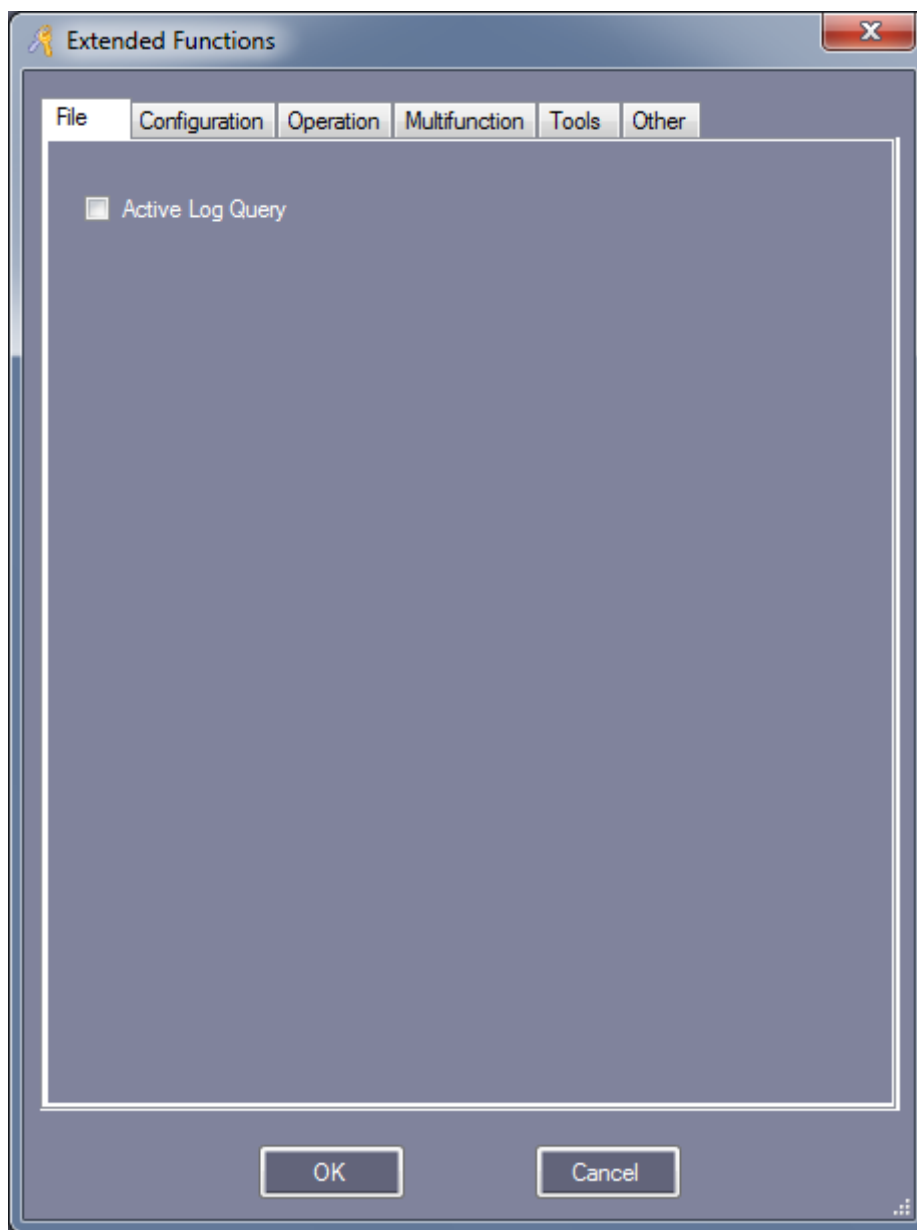 Extended Functions
File Configuration Operation Multifunction Tools Other
Active Log Query
OK Cancel